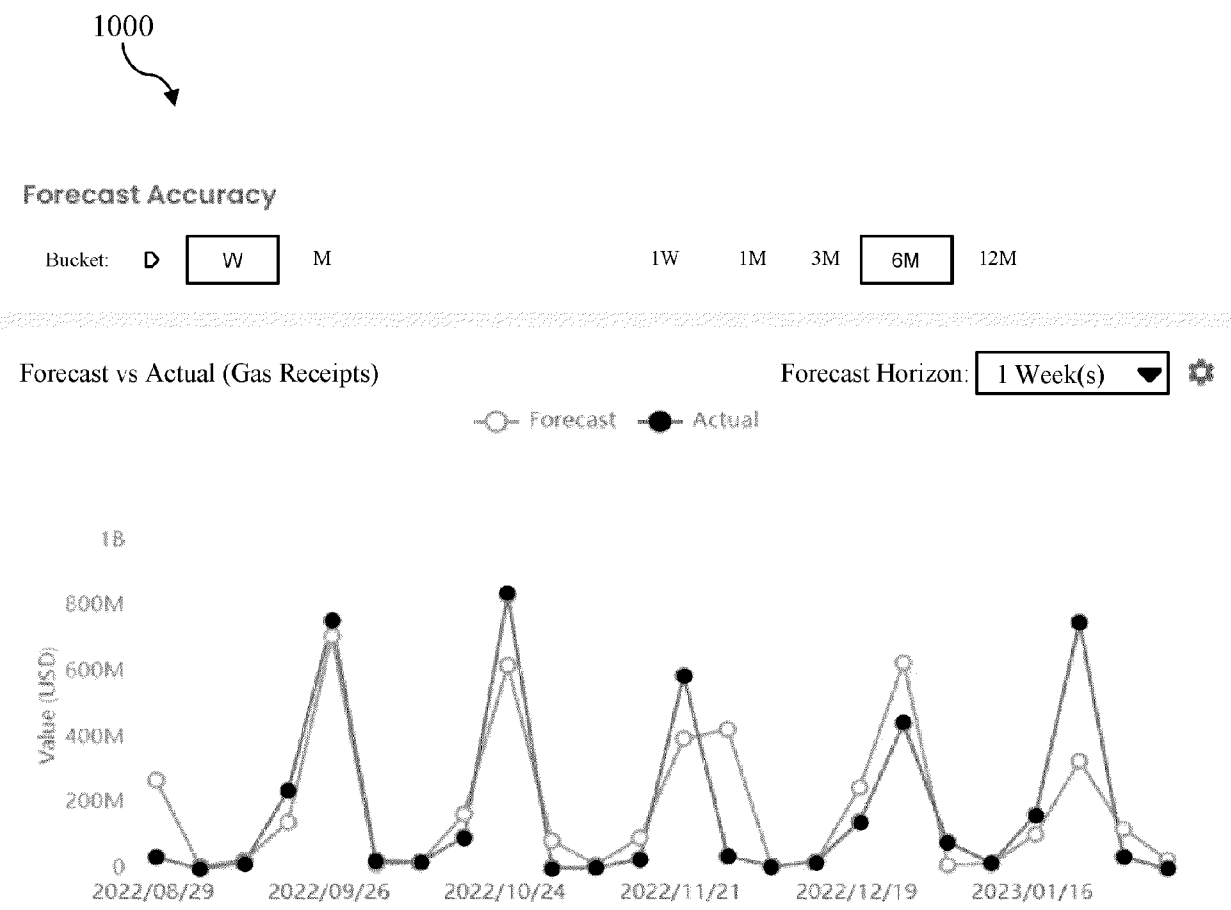 1000
Forecast Accuracy
Bucket: D W M 1W 1M 3M 6M 12M
Forecast vs Actual (Gas Receipts) Forecast Horizon: 1 Week(s)
Forecast Actual
1B
800M
600M
400M
200M
0
Value (USD)
2022/08/29 2022/09/26 2022/10/24 2022/11/21 2022/12/19 2023/01/16